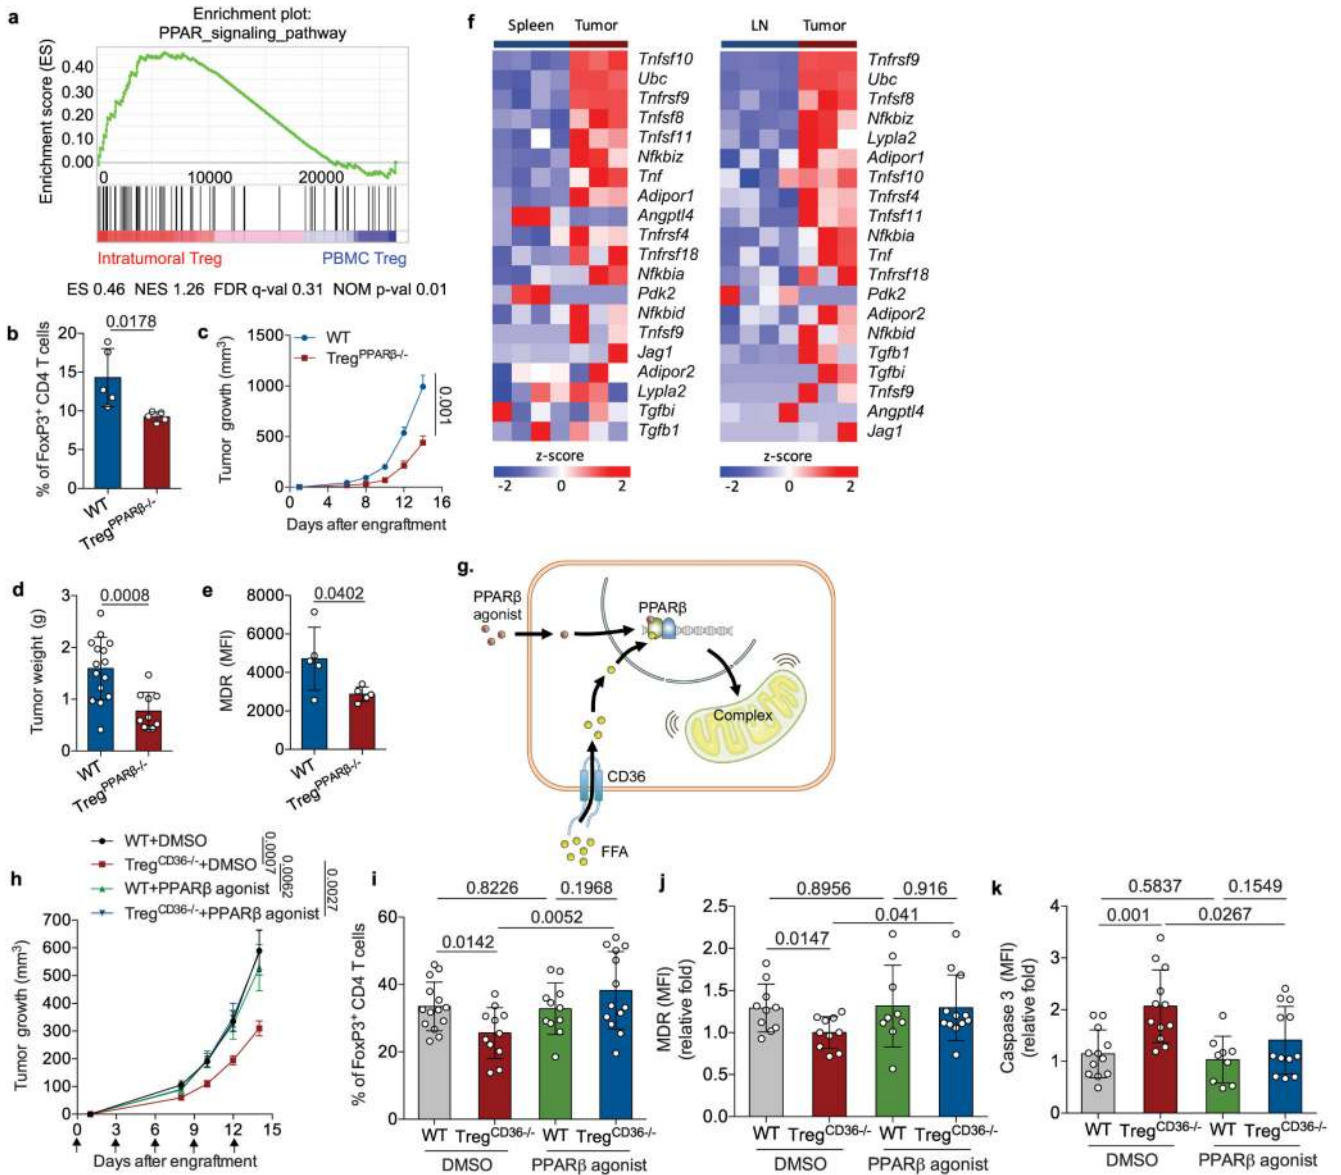 a
Enrichment plot:
PPAR_signaling_pathway
Enrichment score (ES)
0.40
0.30
0.20
0.10
0.00
0 10000 20000
Intratumoral Treg PBMC Treg
ES 0.46 NES 1.26 FDR q-val 0.31 NOM p-val 0.01
b
% of FoxP3+ CD4 T cells
20
15
10
5
0
0.0178
WT
TregPPARβ-/-
c
Tumor growth (mm3)
1500
1000
500
0
WT
TregPPARβ-/-
0.001
0 4 8 12 16
Days after engraftment
d
Tumor weight (g)
3
2
1
0
0.0008
WT
TregPPARβ-/-
e
MDR (MFI)
8000
6000
4000
2000
0
0.0402
WT
TregPPARβ-/-
f
Spleen Tumor
Tnfsf10
Ubc
Tnfrsf9
Tnfsf8
Tnfsf11
Nfkbiz
Tnf
Adipor1
Angptl4
Tnfrsf4
Tnfrsf18
Nfkbia
Pdk2
Nfkbid
Tnfsf9
Jag1
Adipor2
Lypla2
Tgfbi
Tgfb1
z-score
-2 0 2
LN Tumor
Tnfrsf9
Ubc
Tnfsf8
Nfkbiz
Lypla2
Adipor1
Tnfsf10
Tnfrsf4
Tnfsf11
Nfkbia
Tnf
Tnfrsf18
Pdk2
Adipor2
Nfkbid
Tgfb1
Tgfbi
Tnfsf9
Angptl4
Jag1
z-score
-2 0 2
g.
PPARβ
agonist
PPARβ
Complex
CD36
FFA
h
WT+DMSO
TregCD36-/-+DMSO
WT+PPARβ agonist
TregCD36-/-+PPARβ agonist
0.0007
0.0062
0.0027
Tumor growth (mm3)
700
600
500
400
300
200
100
0
0 3 6 9 12 15
Days after engraftment
i
% of FoxP3+ CD4 T cells
60
40
20
0
0.8226 0.1968
0.0052
0.0142
WT TregCD36-/- WT TregCD36-/-
DMSO PPARβ agonist
j
MDR (MFI)
(relative fold)
2.5
2.0
1.5
1.0
0.5
0.0
0.8956 0.916
0.041
0.0147
WT TregCD36-/- WT TregCD36-/-
DMSO PPARβ agonist
k
Caspase 3 (MFI)
(relative fold)
4
3
2
1
0
0.5837 0.1549
0.001 0.0267
WT TregCD36-/- WT TregCD36-/-
DMSO PPARβ agonist